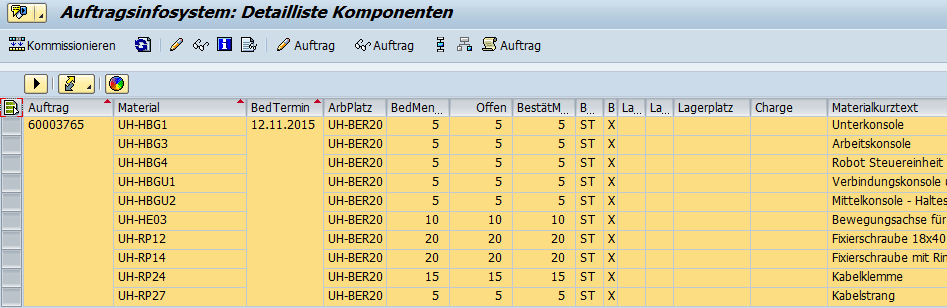 Auftragsinfosystem: Detailliste Komponenten
Kommissionieren Auftrag Auftrag Auftrag
Auftrag Material BedTermin ArbPlatz BedMen... Offen BestätM... B... B La... La... Lagerplatz Charge Materialkurztext
60003765 UH-HBG1 12.11.2015 UH-BER20 5 5 5 ST X Unterkonsole
UH-HBG3 UH-BER20 5 5 5 ST X Arbeitskonsole
UH-HBG4 UH-BER20 5 5 5 ST X Robot Steuereinheit
UH-HBGU1 UH-BER20 5 5 5 ST X Verbindungskonsole
UH-HBGU2 UH-BER20 5 5 5 ST X Mittelkonsole - Haltes
UH-HE03 UH-BER20 10 10 10 ST X Bewegungsachse für
UH-RP12 UH-BER20 20 20 20 ST X Fixierschraube 18x40
UH-RP14 UH-BER20 20 20 20 ST X Fixierschraube mit Rin
UH-RP24 UH-BER20 15 15 15 ST X Kabelklemme
UH-RP27 UH-BER20 5 5 5 ST X Kabelstrang